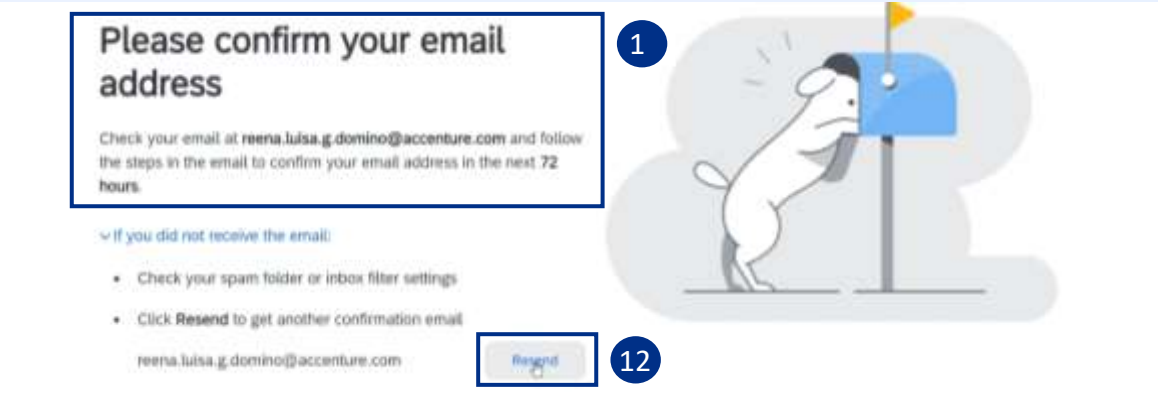 Please confirm your email
address
1
Check your email at reena.luisa.g.domino@accenture.com and follow
the steps in the email to confirm your email address in the next 72
hours.
If you did not receive the email:
• Check your spam folder or inbox filter settings
• Click Resend to get another confirmation email
reena.luisa.g.domino@accenture.com
Resend
12